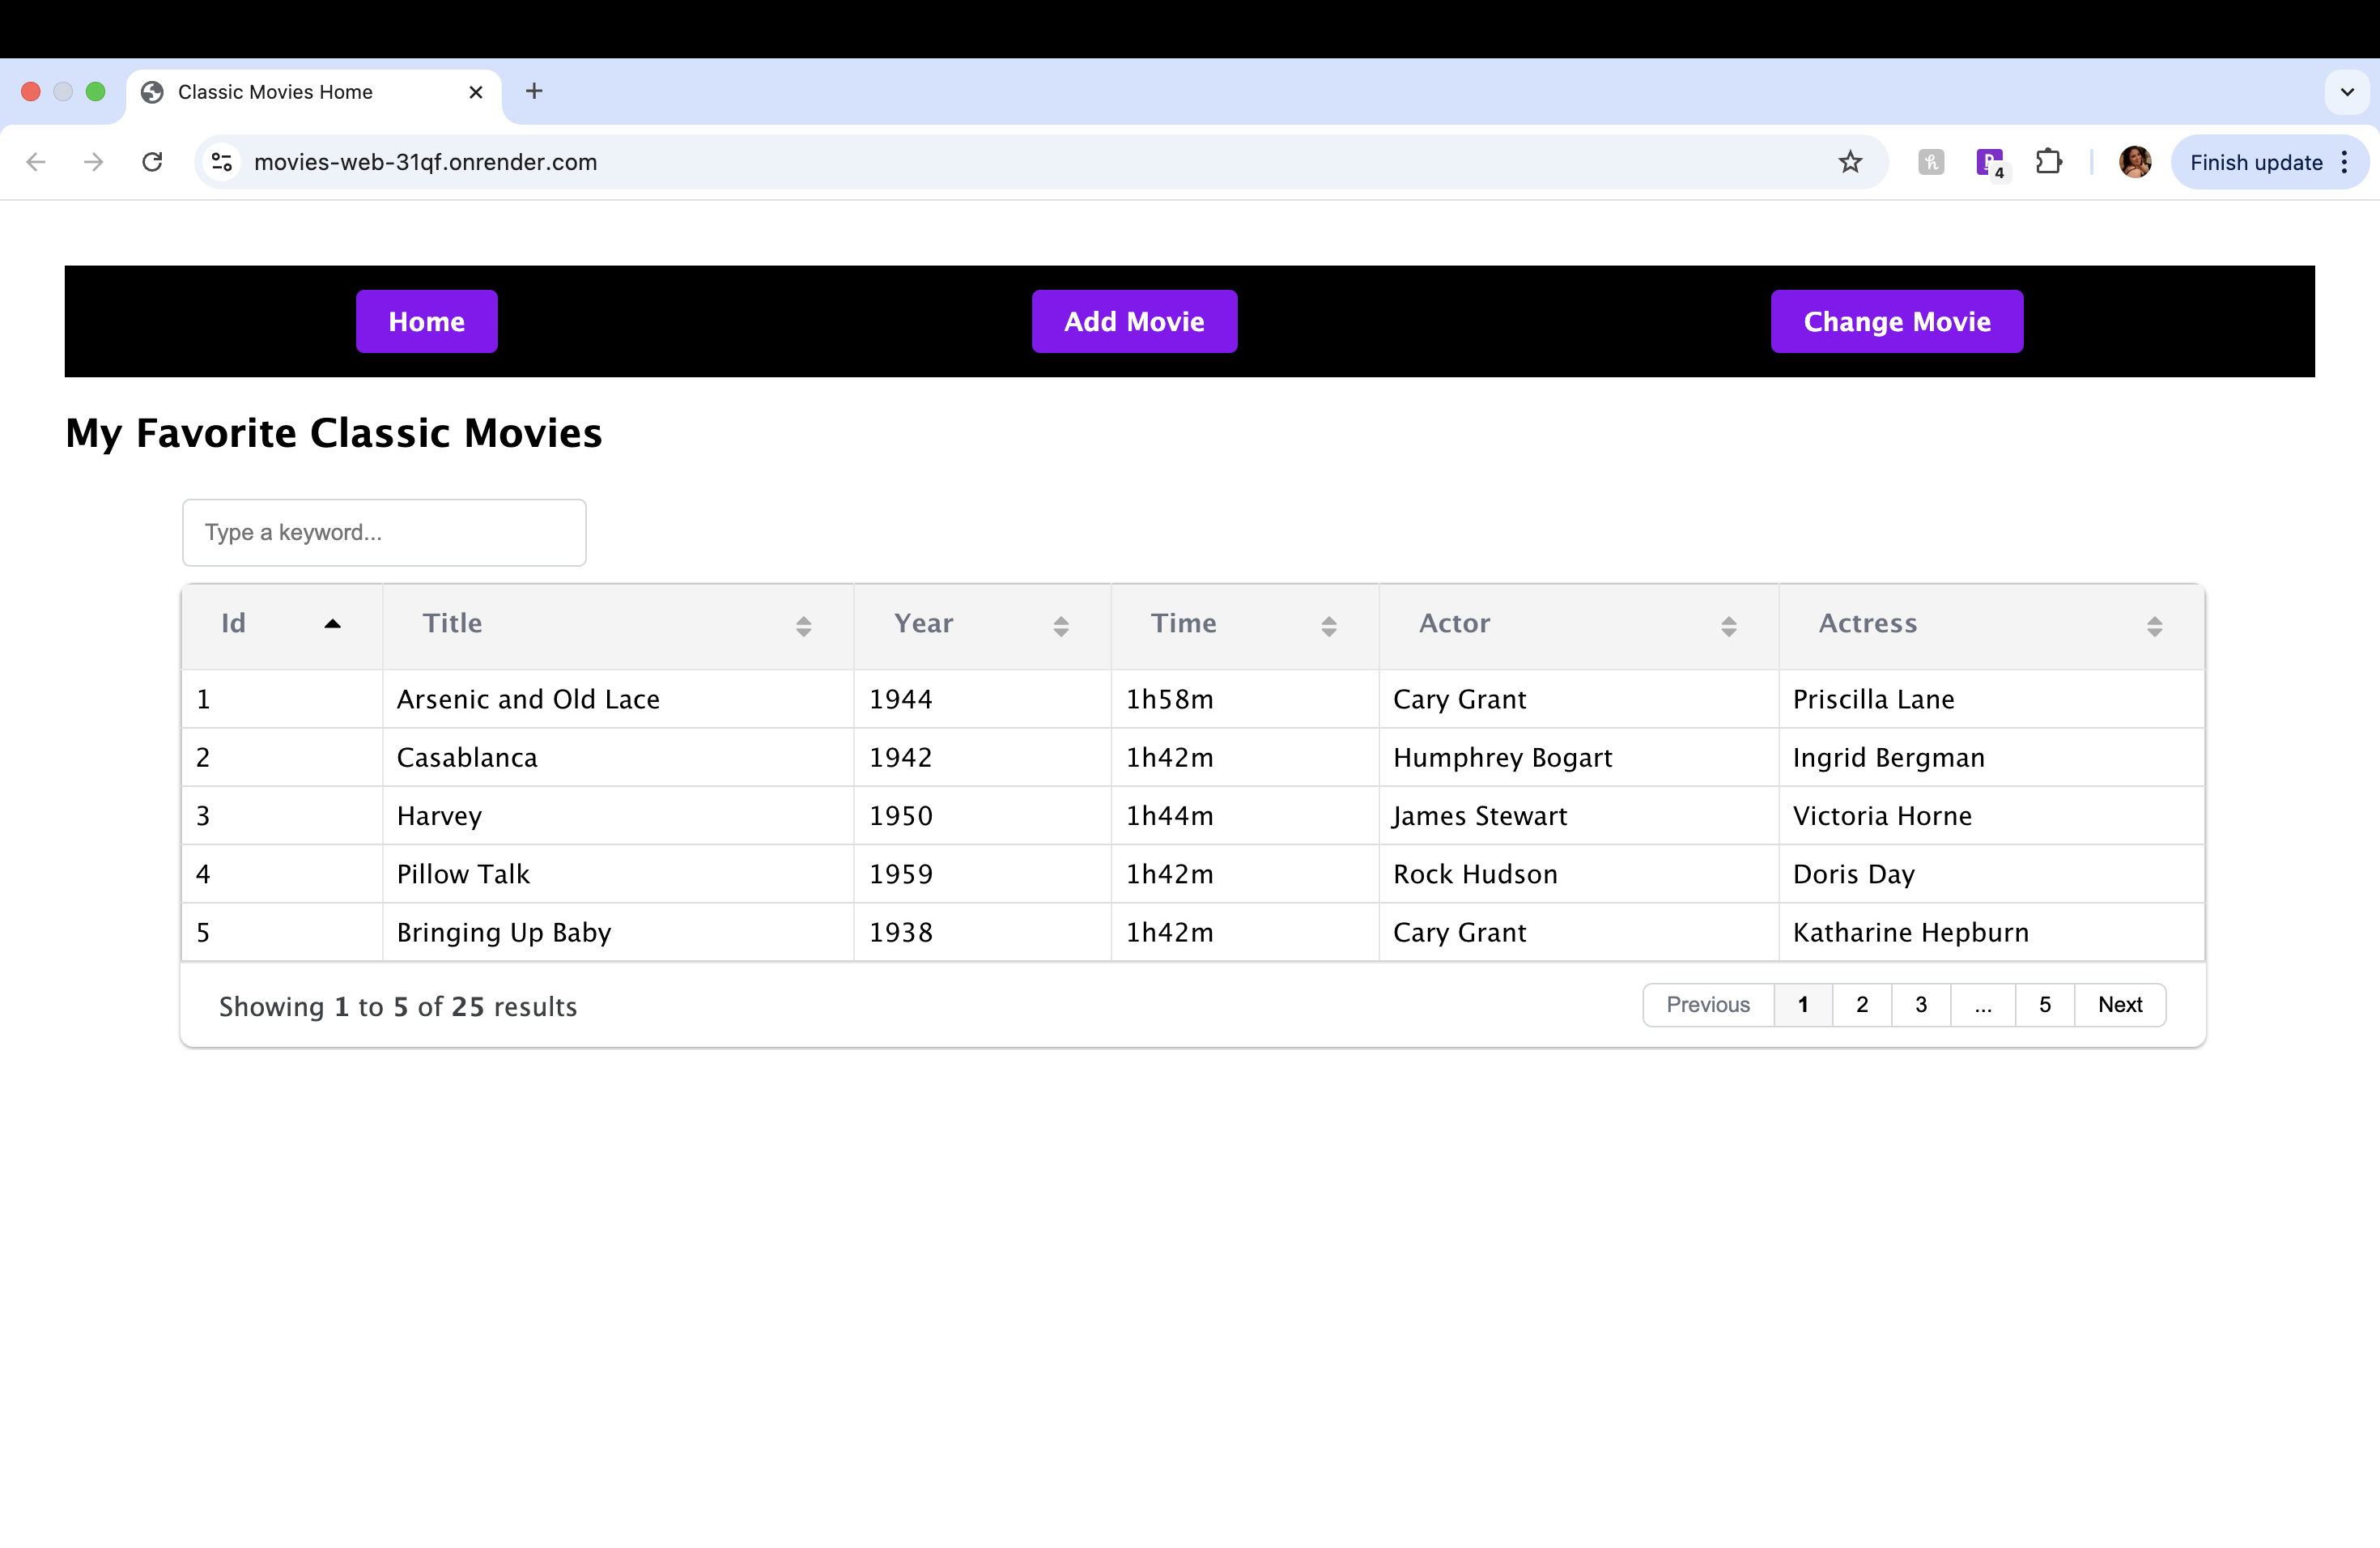 Classic Movies Home
movies-web-31qf.onrender.com
4
Finish update
Home Add Movie Change Movie
My Favorite Classic Movies
Type a keyword...
Id Title Year Time Actor Actress
1 Arsenic and Old Lace 1944 1h58m Cary Grant Priscilla Lane
2 Casablanca 1942 1h42m Humphrey Bogart Ingrid Bergman
3 Harvey 1950 1h44m James Stewart Victoria Horne
4 Pillow Talk 1959 1h42m Rock Hudson Doris Day
5 Bringing Up Baby 1938 1h42m Cary Grant Katharine Hepburn
Showing 1 to 5 of 25 results Previous 1 2 3 ... 5 Next